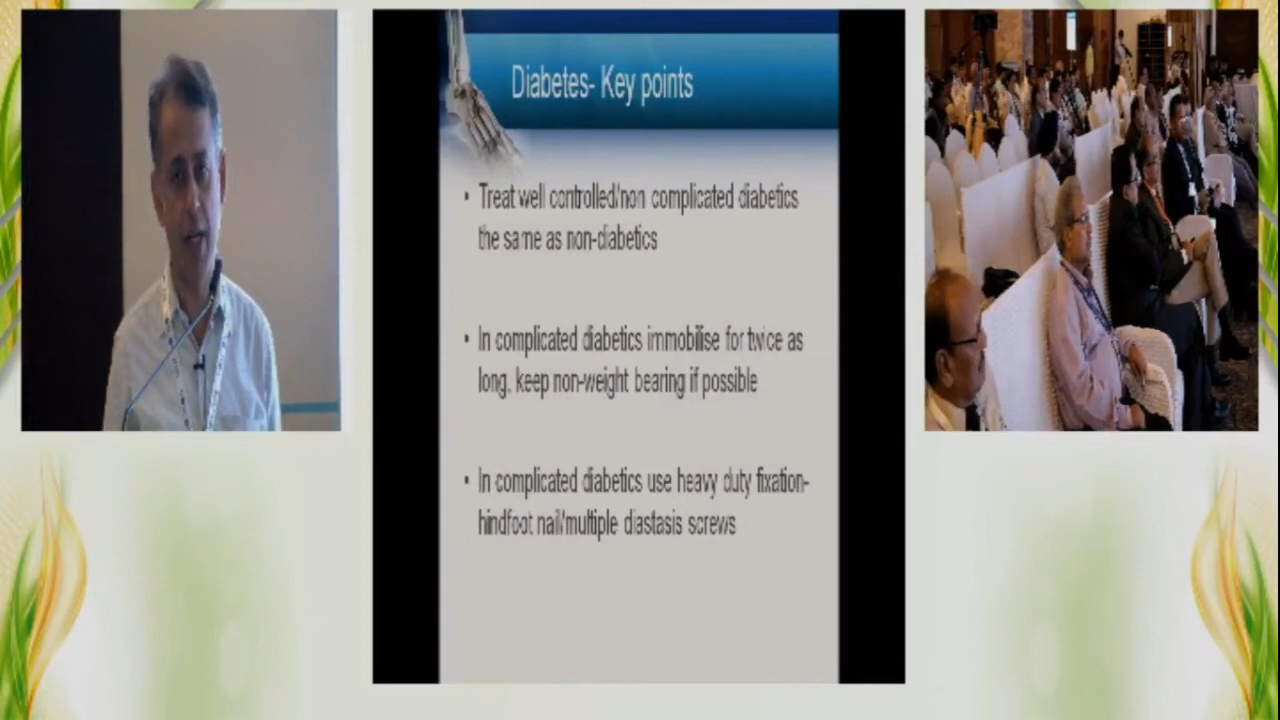 Diabetes- Key points
• Treat well controlled/non complicated diabetics
the same as non-diabetics
• In complicated diabetics immobilise for twice as
long, keep non-weight bearing if possible
• In complicated diabetics use heavy duty fixation-
hindfoot nail/multiple diastasis screws